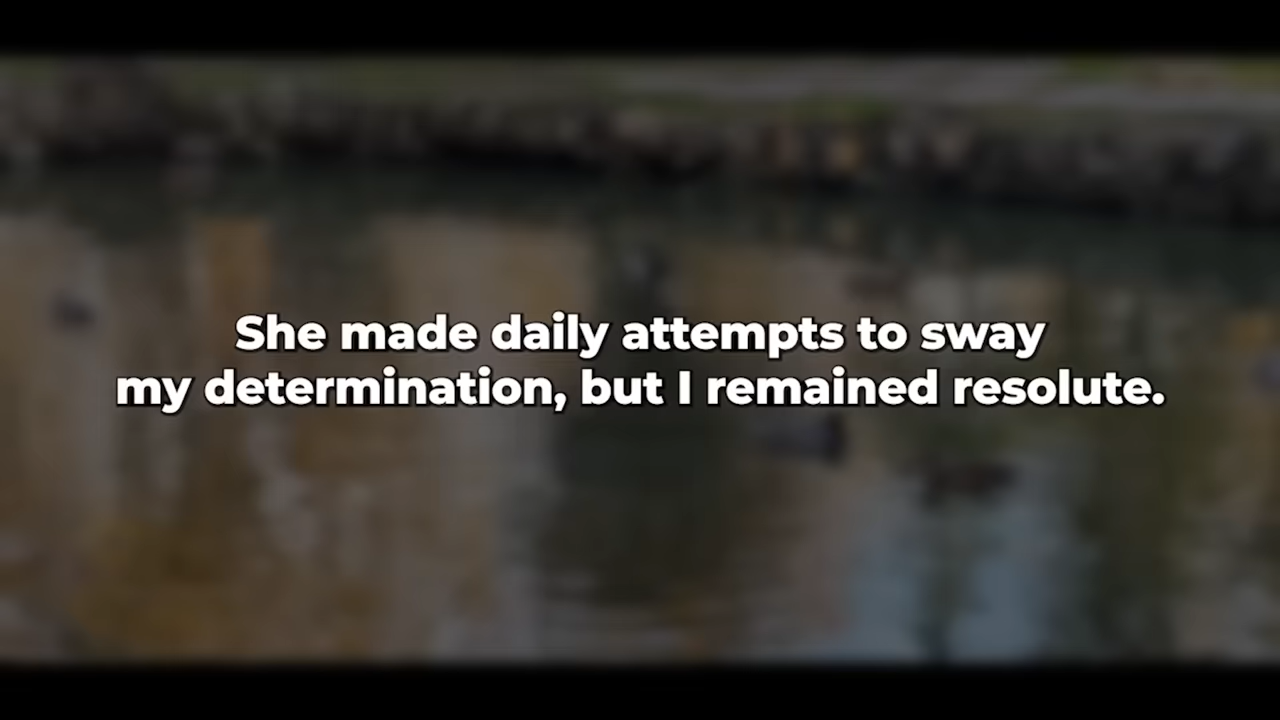 She made daily attempts to sway
my determination, but I remained resolute.